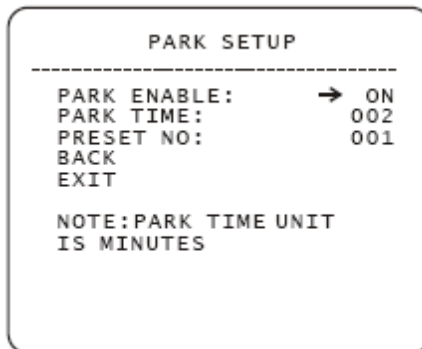 PARK SETUP
PARK ENABLE: → ON
PARK TIME: 002
PRESET NO: 001
BACK
EXIT
NOTE:PARK TIME UNIT
IS MINUTES